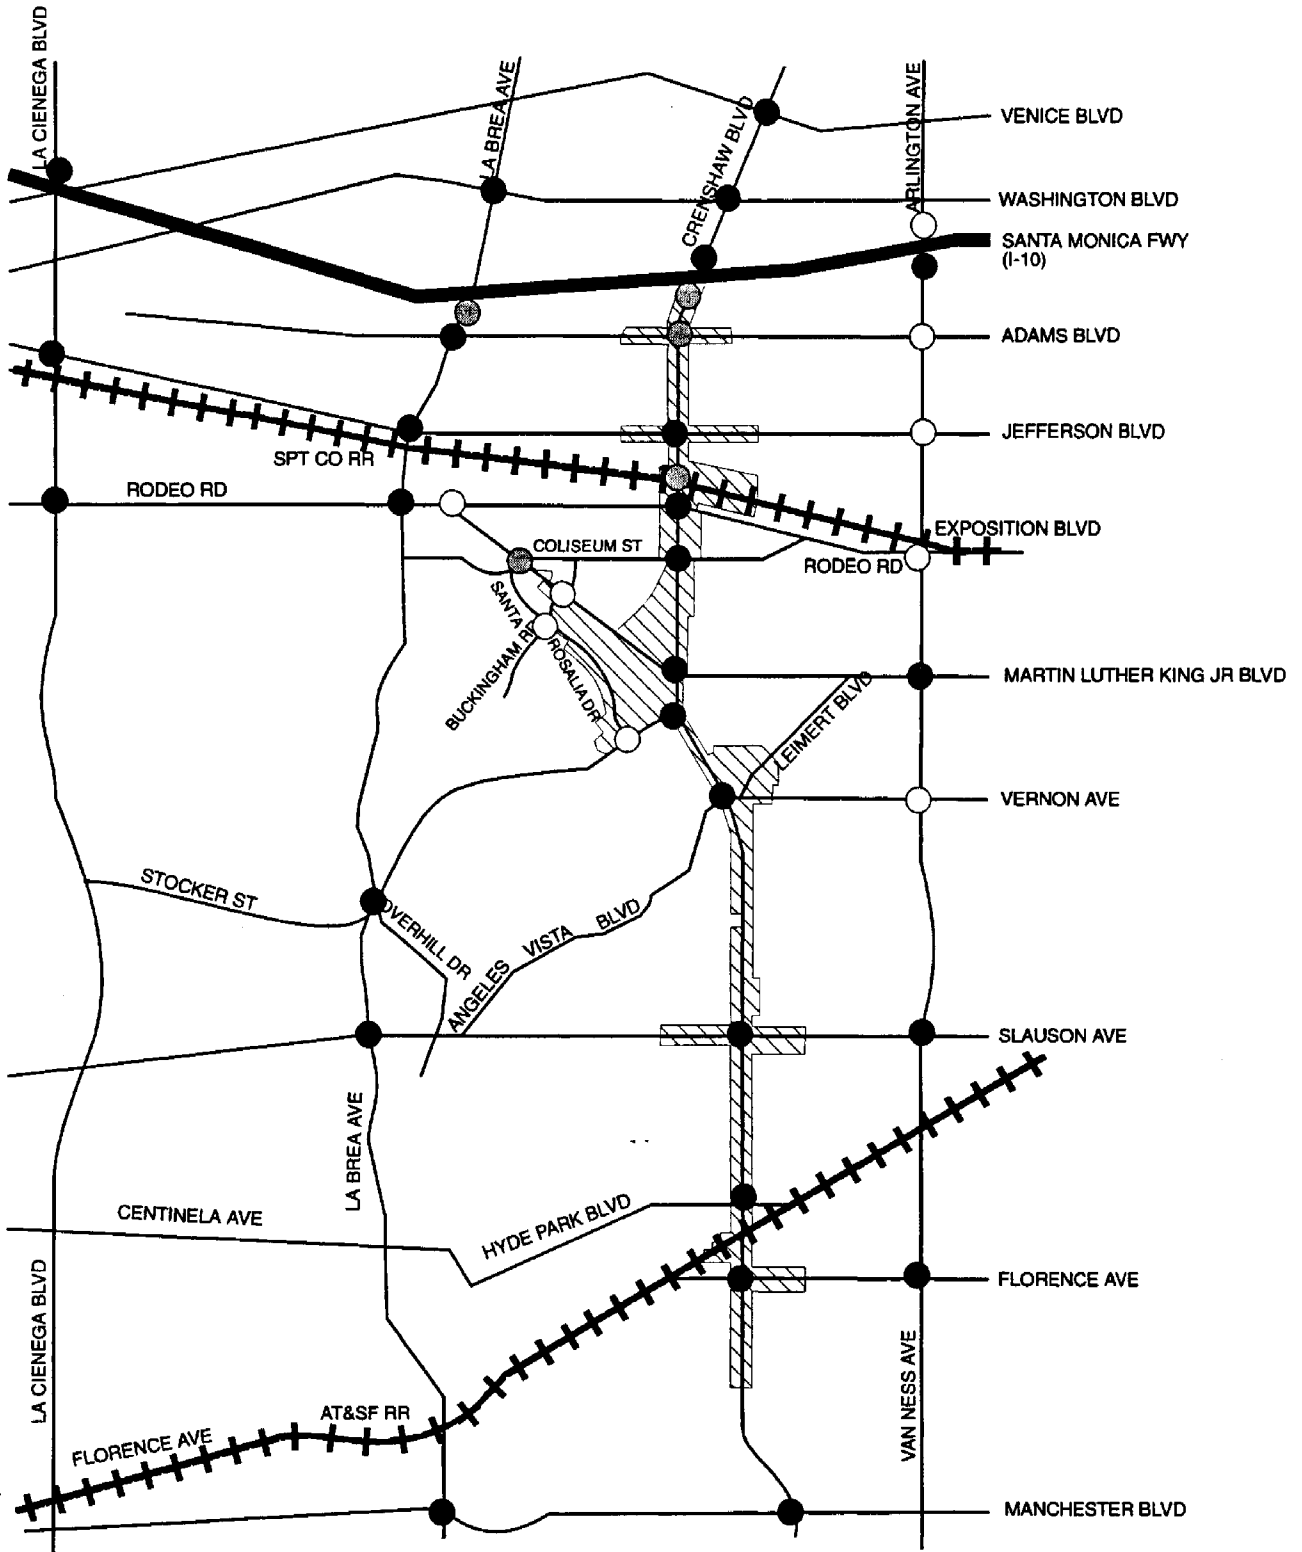 LA CIENEGA BLVD
LA BREA AVE
CRENSHAW BLVD
ARLINGTON AVE
VENICE BLVD
WASHINGTON BLVD
SANTA MONICA FWY
(I-10)
ADAMS BLVD
JEFFERSON BLVD
SPT CO RR
RODEO RD
EXPOSITION BLVD
COLISEUM ST
RODEO RD
SANTA ROSALIA DR
BUCKINGHAM RD
MARTIN LUTHER KING JR BLVD
LEIMERT BLVD
VERNON AVE
STOCKER ST
OVERHILL DR
ANGELES VISTA BLVD
SLAUSON AVE
LA BREA AVE
CENTINELA AVE
HYDE PARK BLVD
FLORENCE AVE
LA CIENEGA BLVD
VAN NESS AVE
AT&SF RR
FLORENCE AVE
MANCHESTER BLVD